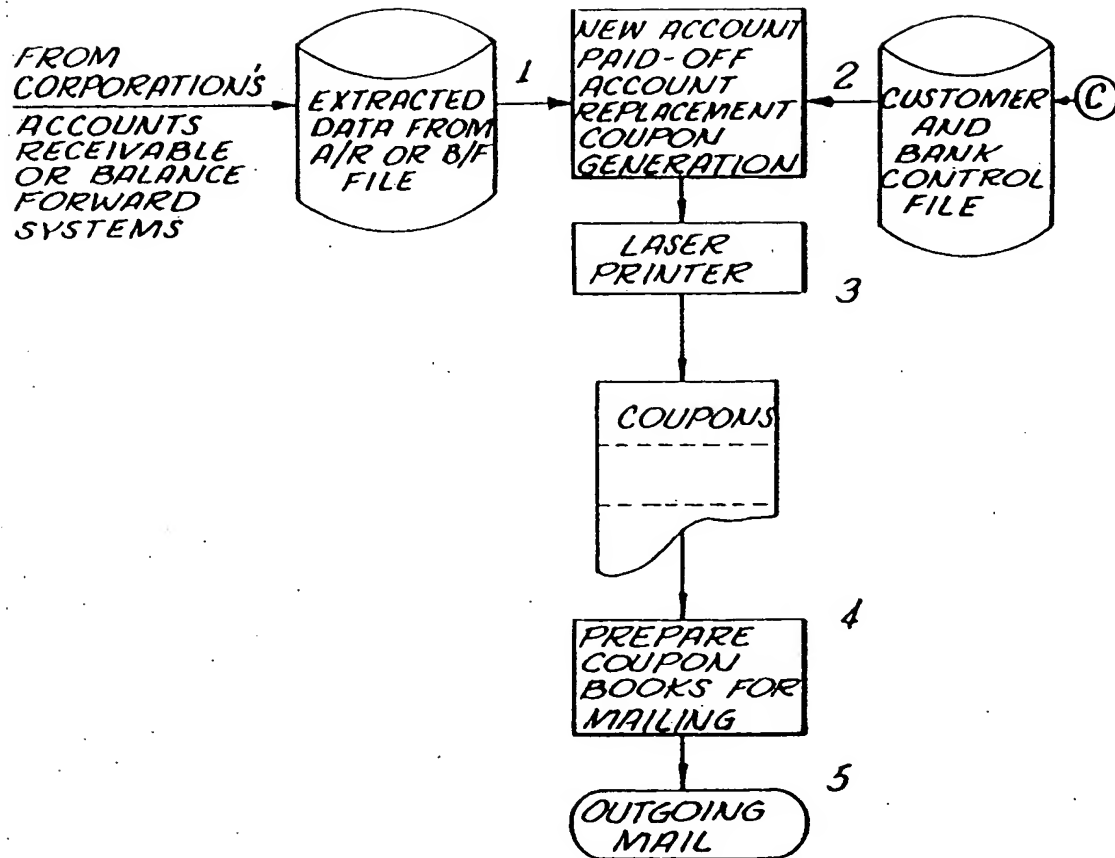 FROM
CORPORATION'S
ACCOUNTS
RECEIVABLE
OR BALANCE
FORWARD
SYSTEMS
EXTRACTED
DATA FROM
A/R OR B/F
FILE
1
NEW ACCOUNT
PAID-OFF
ACCOUNT
REPLACEMENT
COUPON
GENERATION
2
CUSTOMER
AND
BANK
CONTROL
FILE
C
LASER
PRINTER
3
COUPONS
4
PREPARE
COUPON
BOOKS FOR
MAILING
5
OUTGOING
MAIL